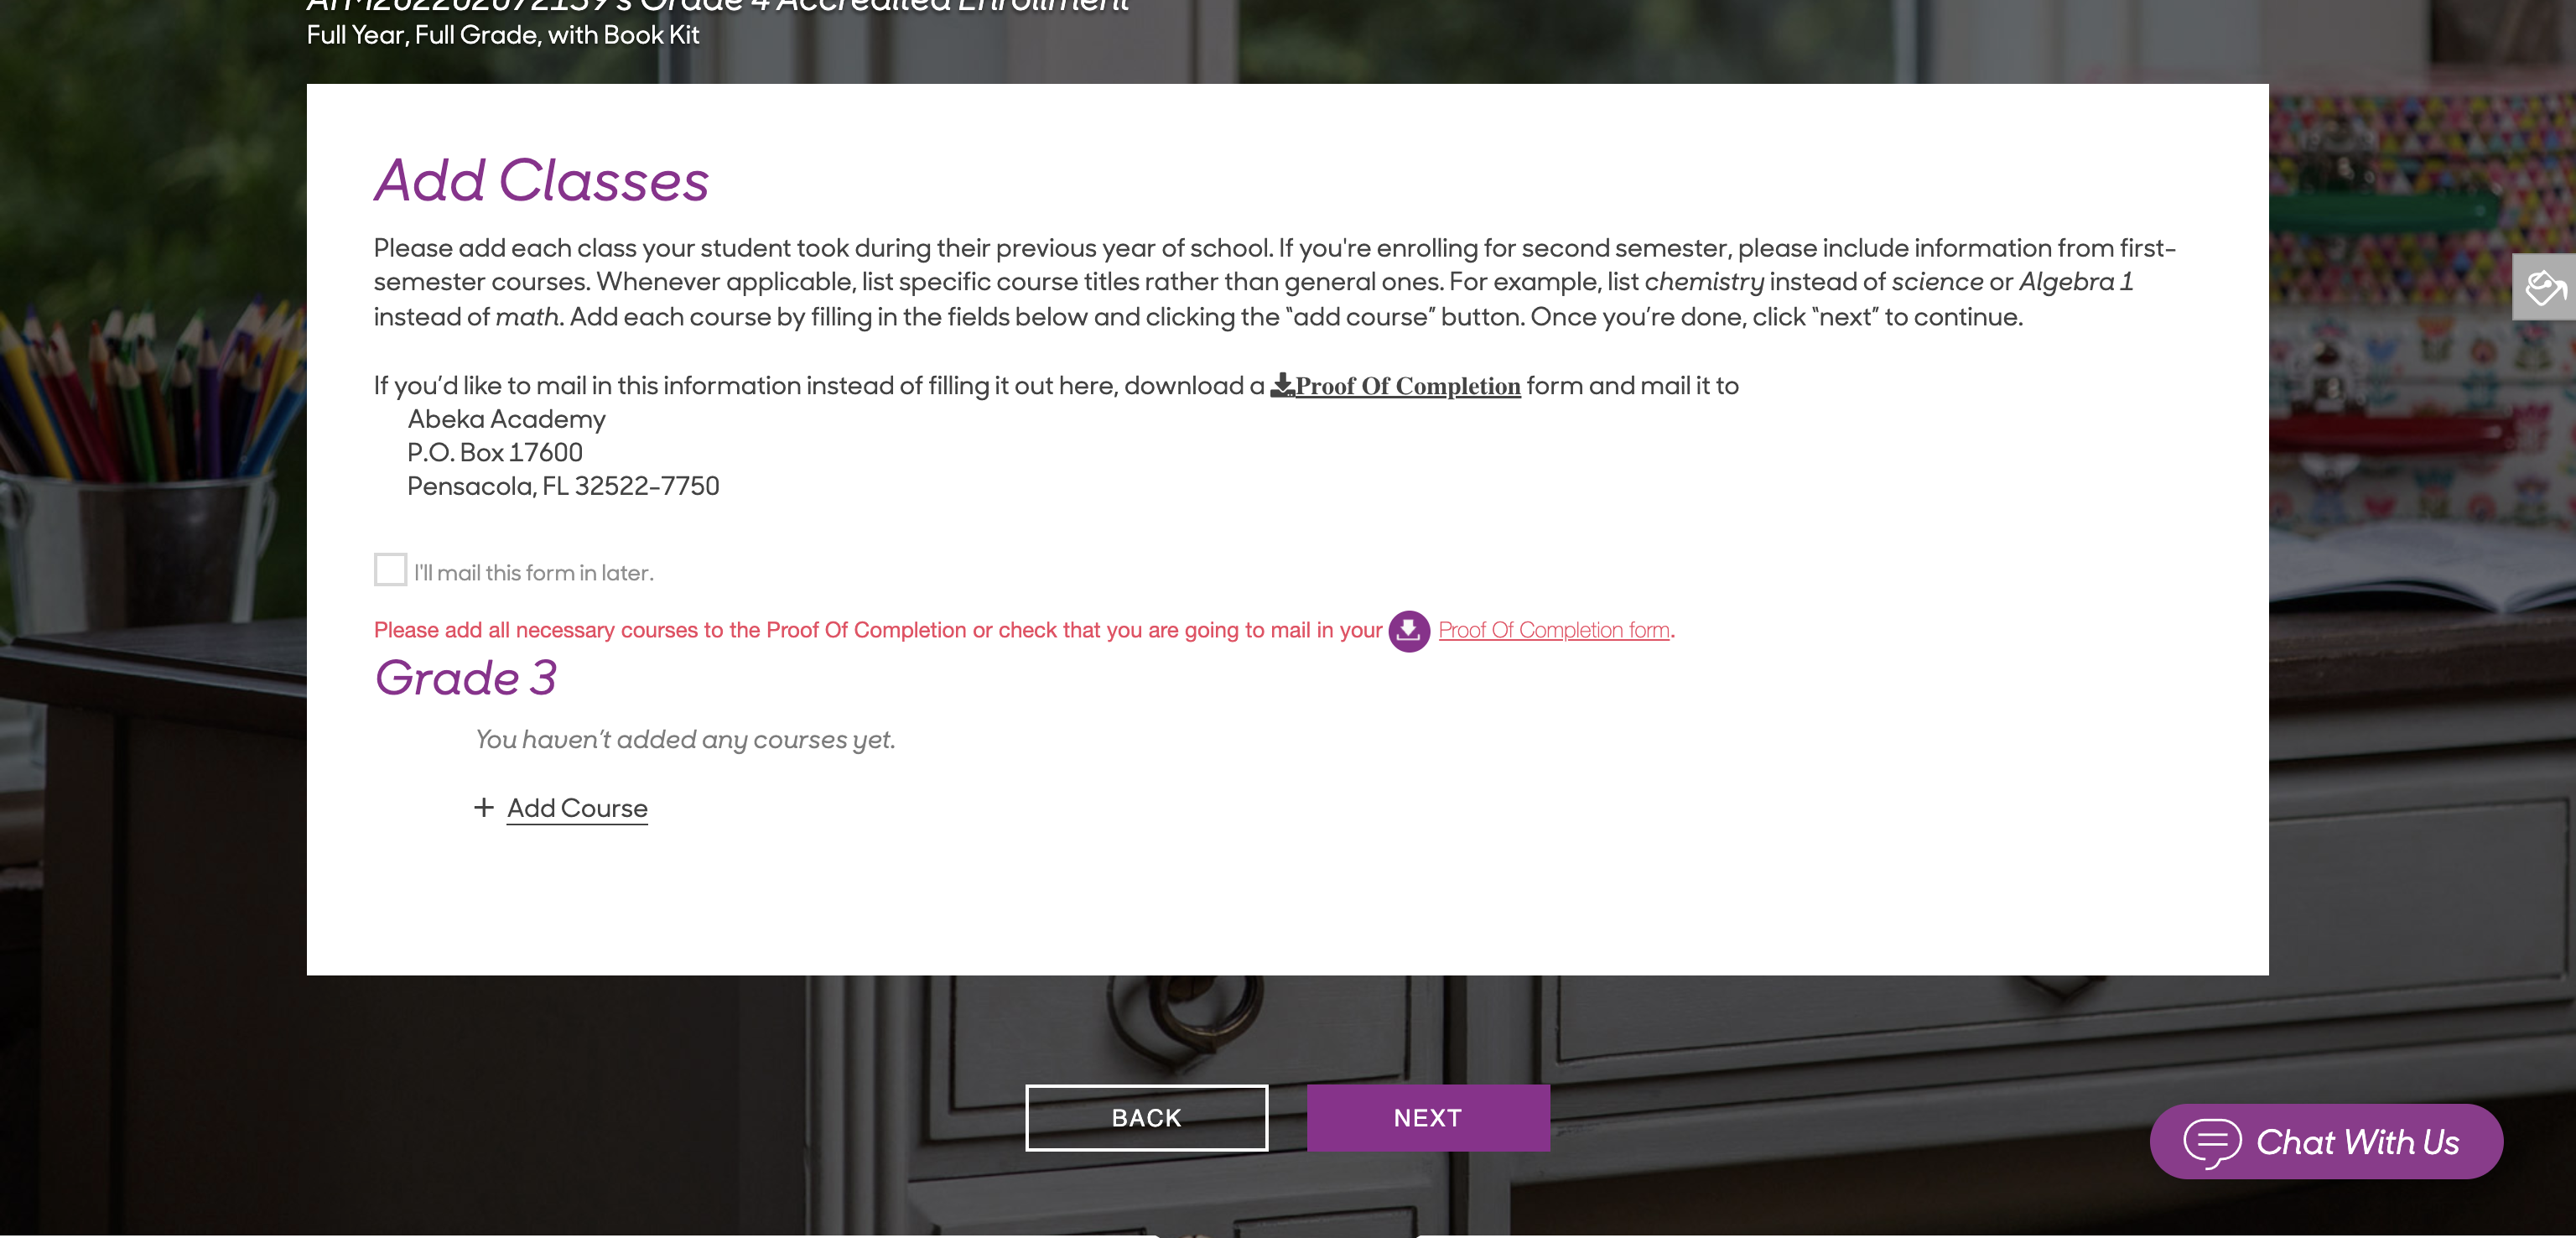 Grade 4 Accredited Enrollment
Full Year, Full Grade, with Book Kit
Add Classes
Please add each class your student took during their previous year of school. If you're enrolling for second semester, please include information from first-
semester courses. Whenever applicable, list specific course titles rather than general ones. For example, list chemistry instead of science or Algebra 1
instead of math. Add each course by filling in the fields below and clicking the “add course” button. Once you’re done, click “next” to continue.
If you’d like to mail in this information instead of filling it out here, download a Proof Of Completion form and mail it to
Abeka Academy
P.O. Box 17600
Pensacola, FL 32522-7750
I'll mail this form in later.
Please add all necessary courses to the Proof Of Completion or check that you are going to mail in your Proof Of Completion form.
Grade 3
You haven’t added any courses yet.
+ Add Course
BACK
NEXT
Chat With Us